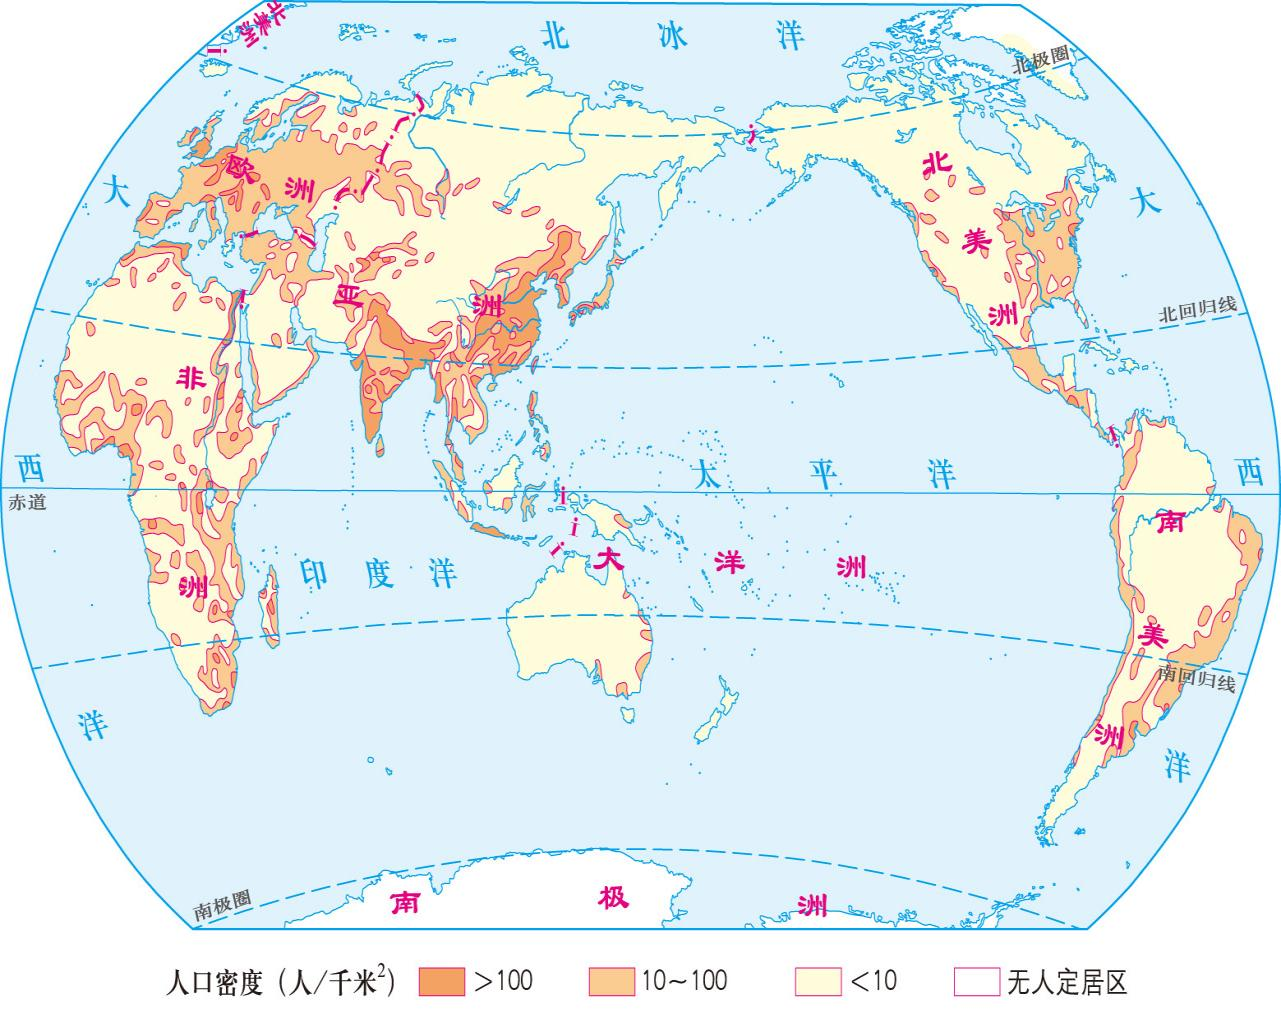 北美洲
北冰洋
北极圈
欧洲
大
北美洲
大
亚洲
北回归线
非洲
西
太平洋
西
赤道
印度洋
大洋洲
南美洲
南回归线
洋
洋
南极圈
南极洲
人口密度（人/千米²） >100 10~100 <10 无人定居区